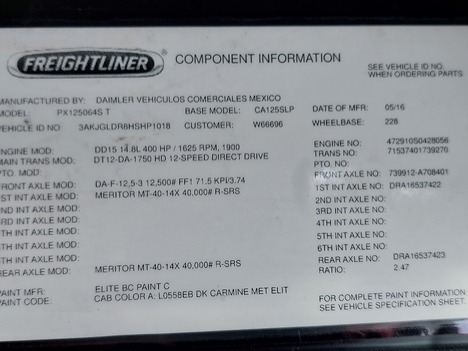 FREIGHTLINER
COMPONENT INFORMATION
SEE VEHICLE ID NO.
WHEN ORDERING PARTS
MANUFACTURED BY: DAIMLER VEHICULOS COMERCIALES MEXICO
MODEL: PX125064S T BASE MODEL: CA125SLP DATE OF MFG: 05/16
VEHICLE ID NO: 3AKJGLDR8HSHP1018 CUSTOMER: W66696 WHEELBASE: 228
ENGINE MOD: DD15 14.8L 400 HP / 1625 RPM, 1900 ENGINE NO: 472910S0428056
MAIN TRANS MOD: DT12-DA-1750 HD 12-SPEED DIRECT DRIVE TRANS NO: 71537401739270
PTO MOD: PTO. NO:
FRONT AXLE MOD: DA-F-12,5-3 12,500# FF1 71.5 KPI/3.74 FRONT AXLE NO: 739912-A708401
1ST INT AXLE MOD: MERITOR MT-40-14X 40,000# R-SRS 1ST INT AXLE NO: DRA16537422
2ND INT AXLE MOD: 2ND INT AXLE NO:
3RD INT AXLE MOD: 3RD INT AXLE NO:
4TH INT AXLE MOD: 4TH INT AXLE NO:
5TH INT AXLE MOD: 5TH INT AXLE NO:
6TH INT AXLE MOD: 6TH INT AXLE NO:
REAR AXLE MOD: MERITOR MT-40-14X 40,000# R-SRS REAR AXLE NO: DRA16537423
RATIO: 2.47
PAINT MFR: ELITE BC PAINT C
PAINT CODE: CAB COLOR A: L0558EB DK CARMINE MET ELIT
FOR COMPLETE PAINT INFORMATION
SEE VEHICLE SPECIFICATION SHEET.